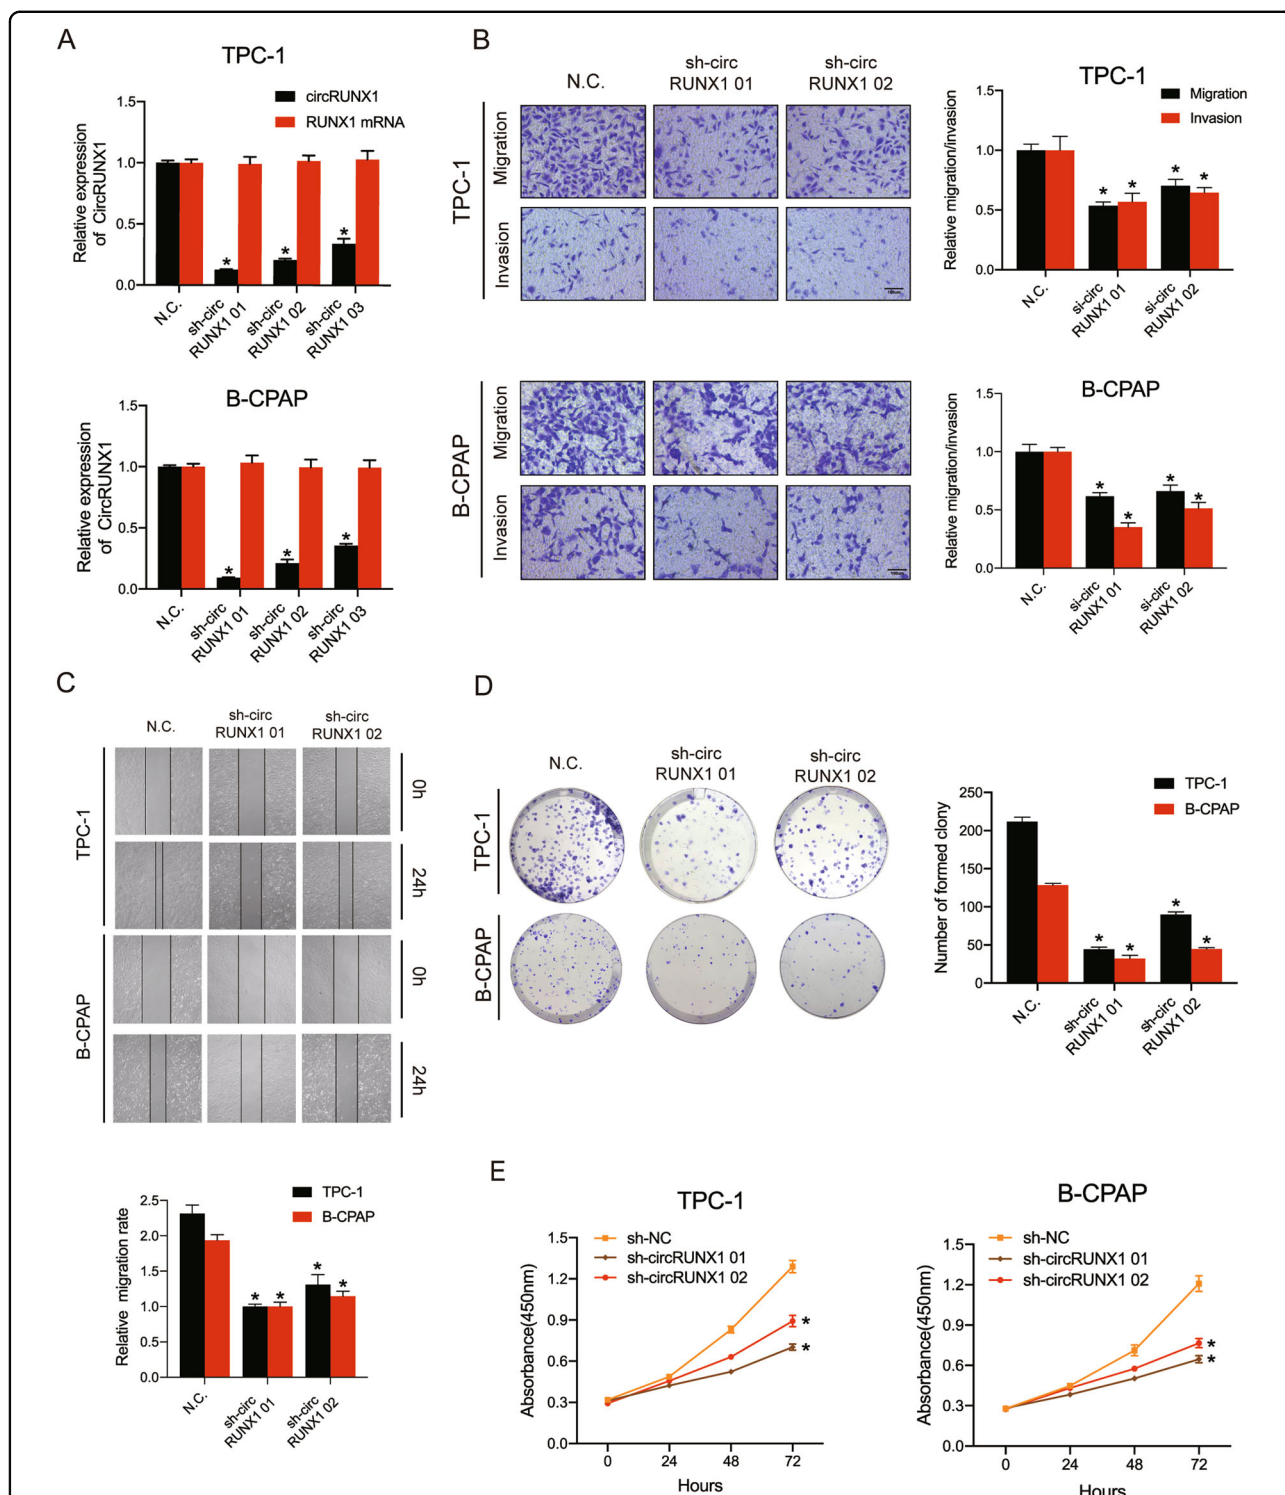 A
TPC-1
circRUNX1
RUNX1 mRNA
Relative expression
of CircRUNX1
1.5
1.0
0.5
0.0
*
*
*
N.C.
sh-circ
RUNX1 01
sh-circ
RUNX1 02
sh-circ
RUNX1 03
B-CPAP
Relative expression
of CircRUNX1
1.5
1.0
0.5
0.0
*
*
*
N.C.
sh-circ
RUNX1 01
sh-circ
RUNX1 02
sh-circ
RUNX1 03
B
N.C.
sh-circ
RUNX1 01
sh-circ
RUNX1 02
TPC-1
Migration
Invasion
100um
B-CPAP
Migration
Invasion
100um
TPC-1
Migration
Invasion
Relative migration/invasion
1.5
1.0
0.5
0.0
*
*
*
*
N.C.
si-circ
RUNX1 01
si-circ
RUNX1 02
B-CPAP
Relative migration/invasion
1.5
1.0
0.5
0.0
*
*
*
*
N.C.
si-circ
RUNX1 01
si-circ
RUNX1 02
C
N.C.
sh-circ
RUNX1 01
sh-circ
RUNX1 02
TPC-1
0h
24h
B-CPAP
0h
24h
TPC-1
B-CPAP
Relative migration rate
2.5
2.0
1.5
1.0
0.5
0.0
*
*
*
*
N.C.
sh-circ
RUNX1 01
sh-circ
RUNX1 02
D
N.C.
sh-circ
RUNX1 01
sh-circ
RUNX1 02
TPC-1
B-CPAP
TPC-1
B-CPAP
Number of formed clony
250
200
150
100
50
0
*
*
*
*
N.C.
sh-circ
RUNX1 01
sh-circ
RUNX1 02
E
TPC-1
sh-NC
sh-circRUNX1 01
sh-circRUNX1 02
Absorbance(450nm)
1.5
1.2
0.9
0.6
0.3
0.0
*
*
0
24
48
72
Hours
B-CPAP
sh-NC
sh-circRUNX1 01
sh-circRUNX1 02
Absorbance(450nm)
1.5
1.2
0.9
0.6
0.3
0.0
*
*
0
24
48
72
Hours